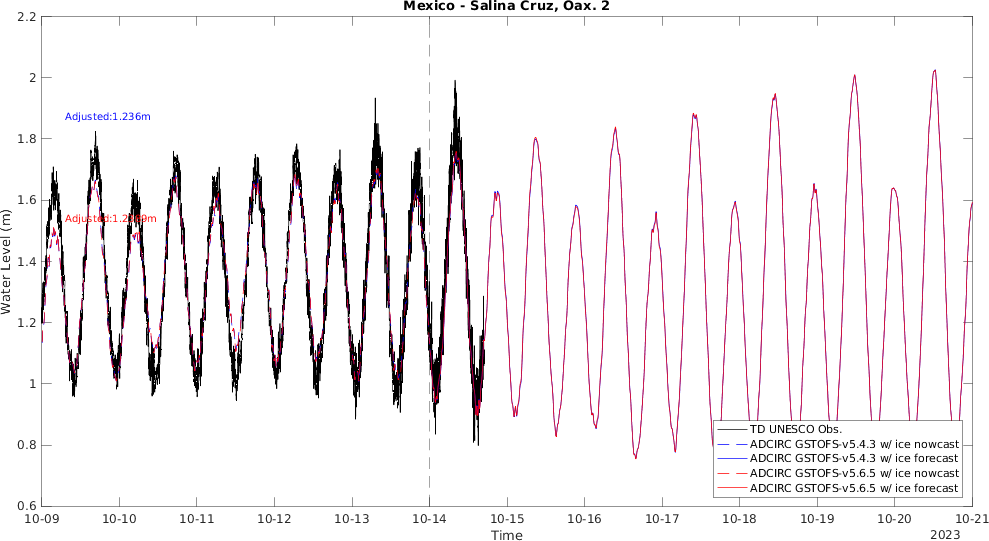 Mexico - Salina Cruz, Oax. 2
2.2
2
1.8
1.6
1.4
1.2
1
0.8
0.6
Water Level (m)
Adjusted:1.236m
TD UNESCO Obs.
ADCIRC GSTOFS-v5.4.3 w/ ice nowcast
ADCIRC GSTOFS-v5.4.3 w/ ice forecast
ADCIRC GSTOFS-v5.6.5 w/ ice nowcast
ADCIRC GSTOFS-v5.6.5 w/ ice forecast
10-09 10-10 10-11 10-12 10-13 10-14 10-15 10-16 10-17 10-18 10-19 10-20 10-21
Time
2023